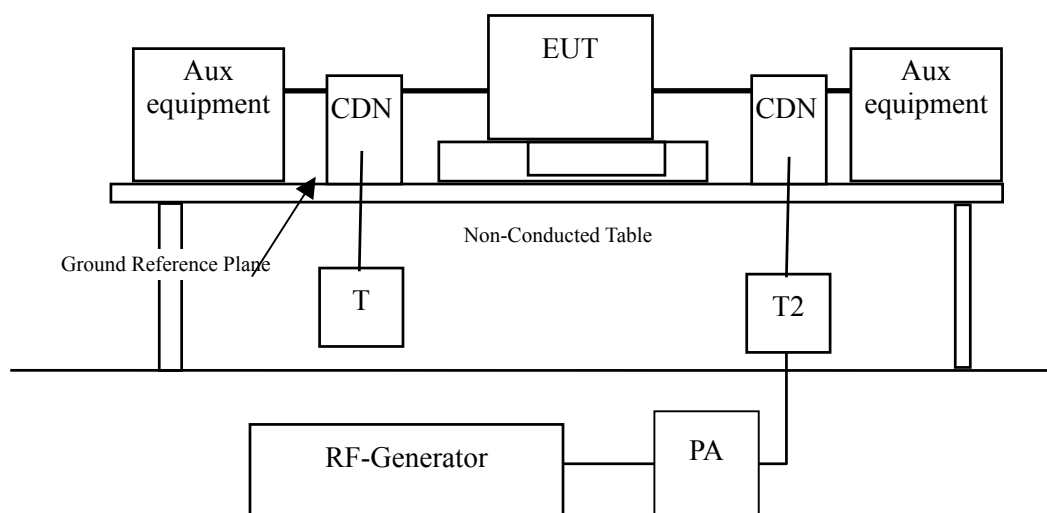 Aux
equipment
CDN
EUT
CDN
Aux
equipment
Non-Conducted Table
Ground Reference Plane
T
T2
RF-Generator
PA